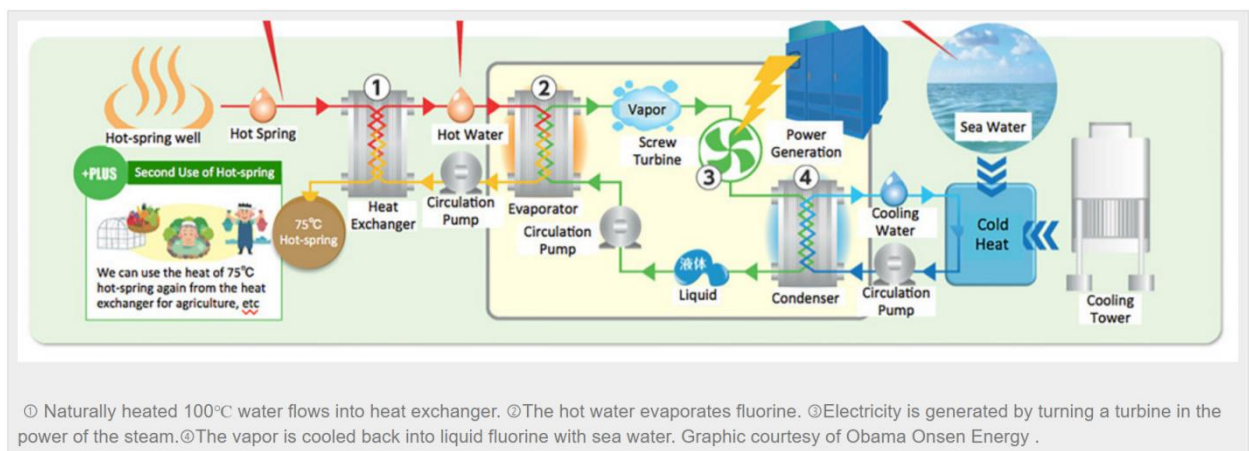 Hot-spring well
Hot Spring
①
Heat
Exchanger
Hot Water
②
Evaporator
Circulation
Pump
Vapor
Screw
Turbine
③
Power
Generation
④
Condenser
Circulation
Pump
液体
Liquid
Cooling
Water
Circulation
Pump
Sea Water
Cold
Heat
Cooling
Tower
75℃
Hot-spring
+PLUS
Second Use of Hot-spring
We can use the heat of 75℃
hot-spring again from the heat
exchanger for agriculture, etc
① Naturally heated 100℃ water flows into heat exchanger. ②The hot water evaporates fluorine. ③Electricity is generated by turning a turbine in the
power of the steam.④The vapor is cooled back into liquid fluorine with sea water. Graphic courtesy of Obama Onsen Energy .